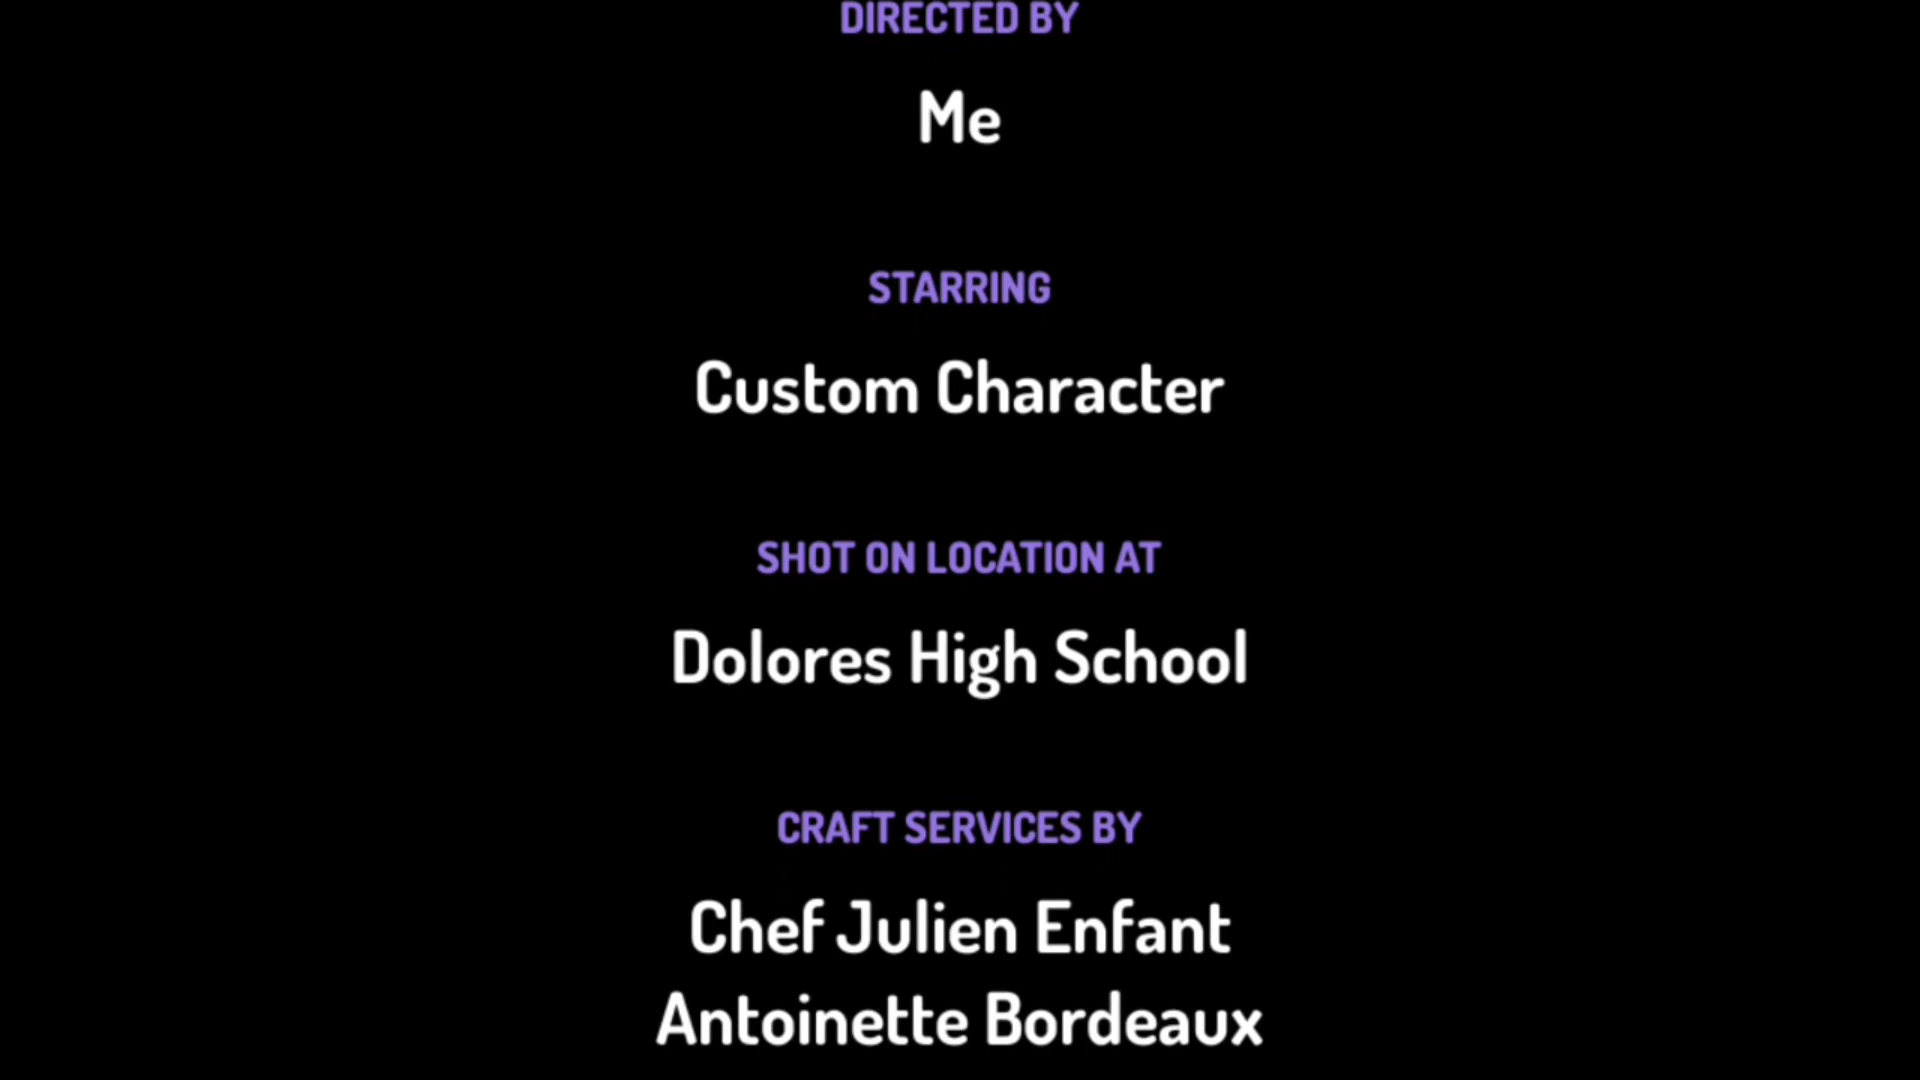 DIRECTED BY
Me
STARRING
Custom Character
SHOT ON LOCATION AT
Dolores High School
CRAFT SERVICES BY
Chef Julien Enfant
Antoinette Bordeaux